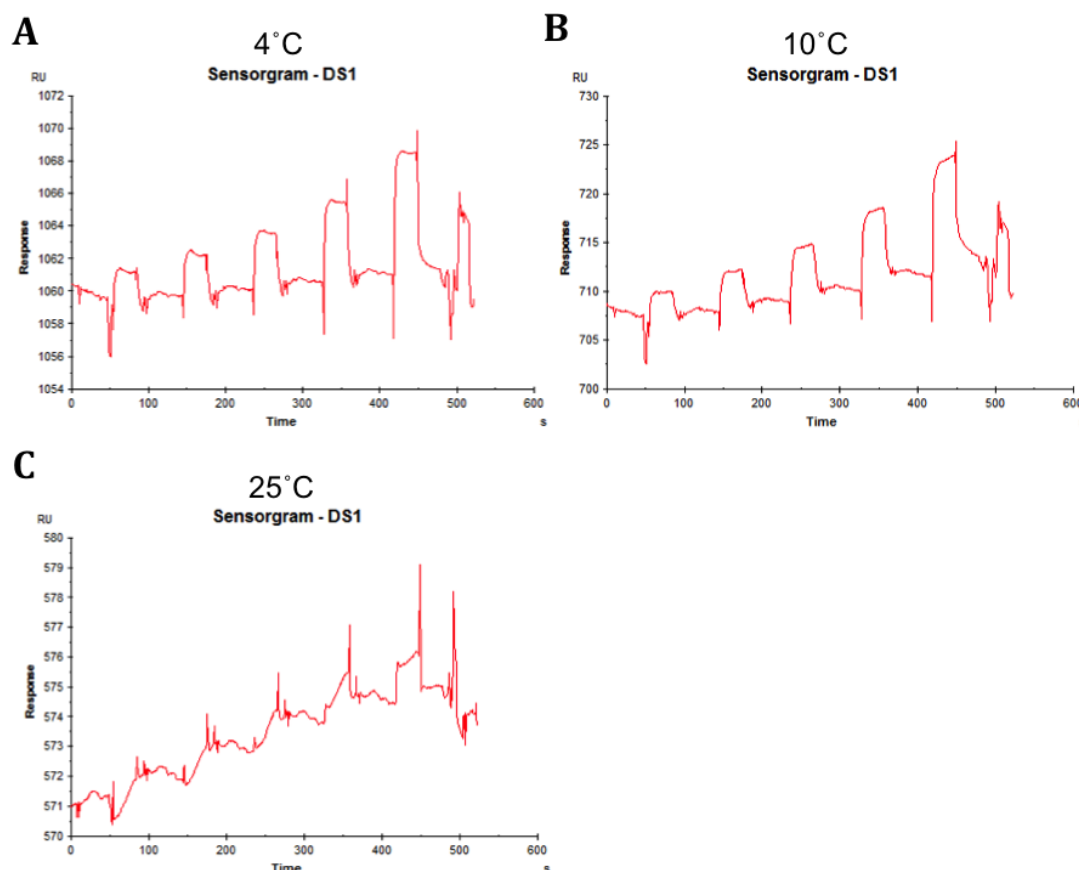 A
4˚C
Sensorgram - DS1
RU
1072
1070
1068
1066
1064
1062
1060
1058
1056
1054
Response
0 100 200 300 400 500 600
Time s
B
10˚C
Sensorgram - DS1
RU
730
725
720
715
710
705
700
Response
0 100 200 300 400 500 600
Time
C
25˚C
Sensorgram - DS1
RU
580
579
578
577
576
575
574
573
572
571
570
Response
0 100 200 300 400 500 600
Time s